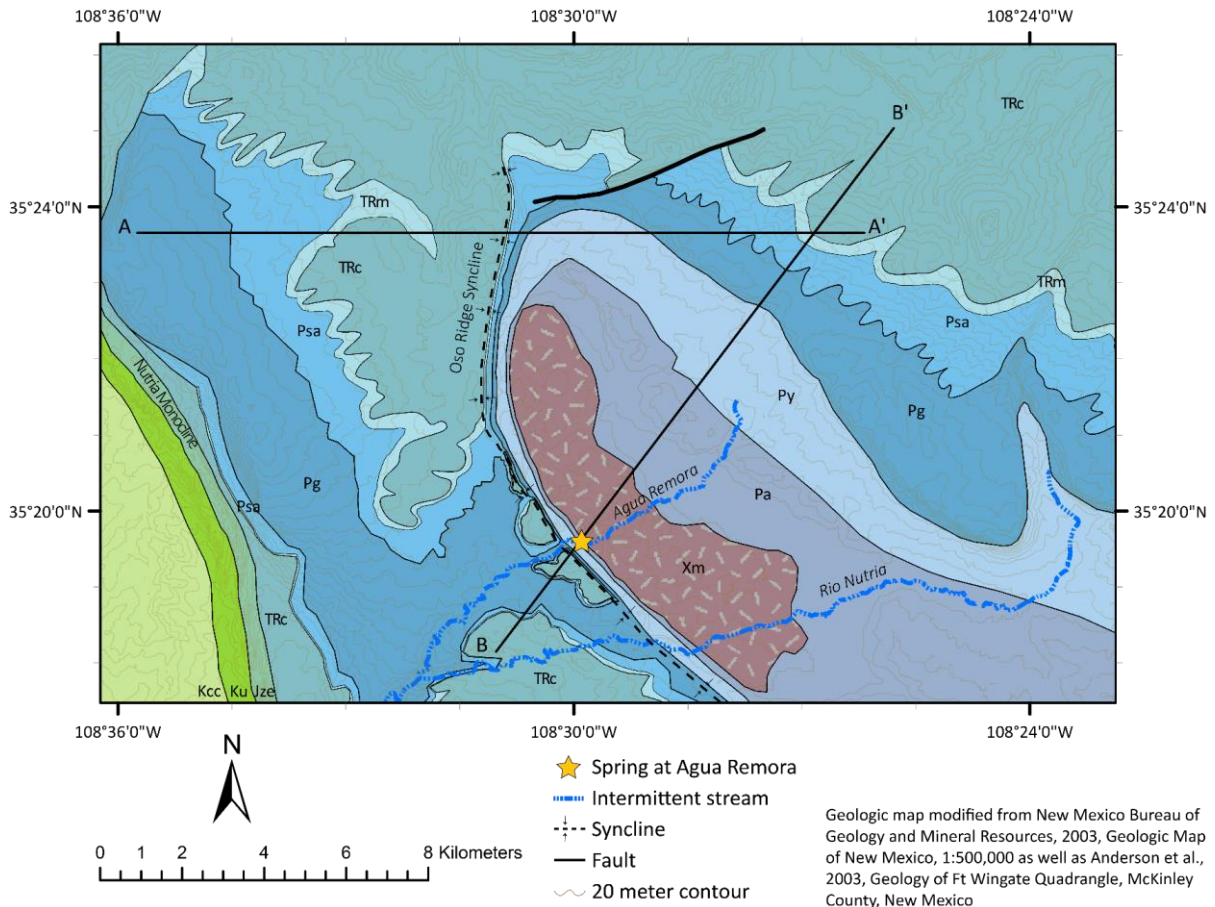 108°36'0"W
108°30'0"W
108°24'0"W
TRc
B'
35°24'0"N
35°24'0"N
TRm
A
A'
TRc
Oso Ridge Syncline
TRm
Psa
Psa
Nutria Monocline
Py
Pg
Agua Remora
Pg
Pa
35°20'0"N
35°20'0"N
Psa
Xm
Rio Nutria
TRc
B
TRc
Kcc Ku Jze
108°36'0"W
108°30'0"W
108°24'0"W
N
Spring at Agua Remora
Intermittent stream
Syncline
Fault
20 meter contour
0 1 2 4 6 8 Kilometers
Geologic map modified from New Mexico Bureau of
Geology and Mineral Resources, 2003, Geologic Map
of New Mexico, 1:500,000 as well as Anderson et al.,
2003, Geology of Ft Wingate Quadrangle, McKinley
County, New Mexico